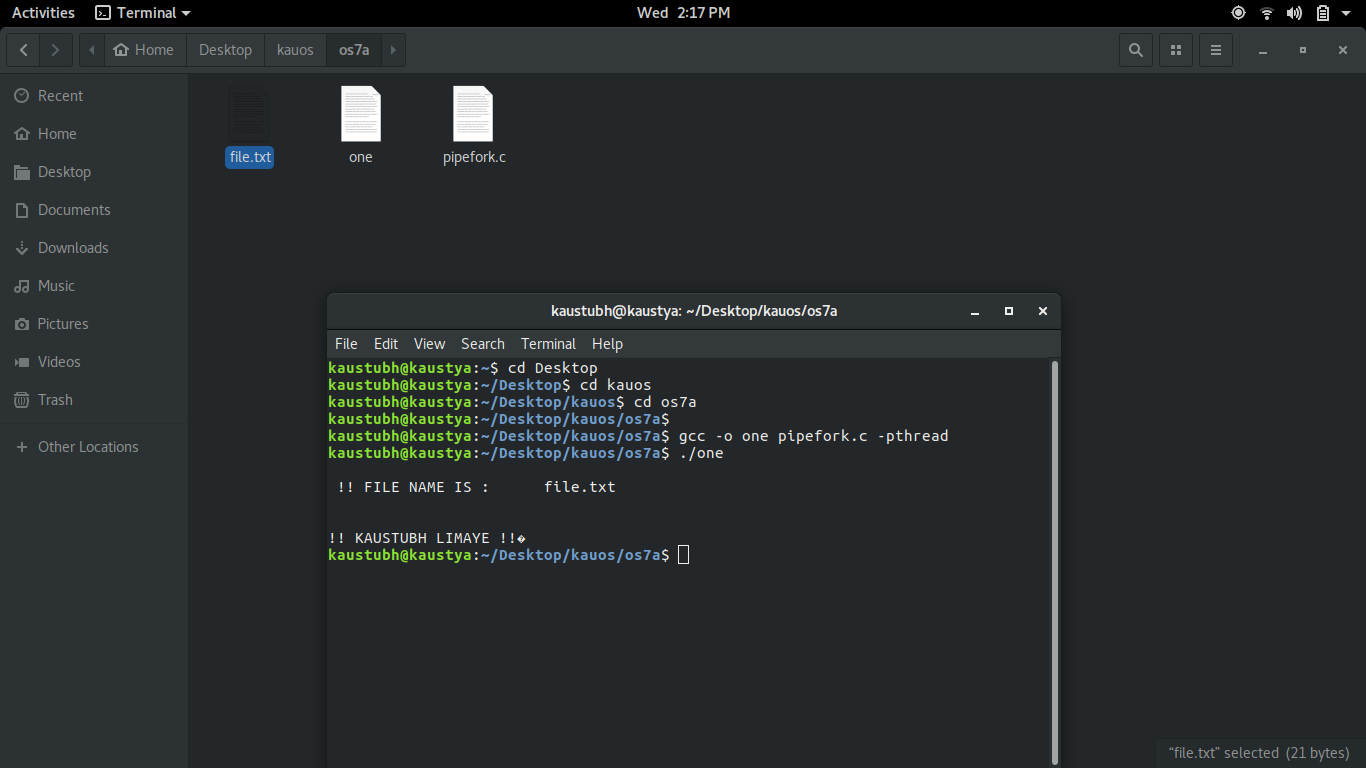 Activities Terminal Wed 2:17 PM
Home Desktop kauos os7a
Recent
Home
Desktop
Documents
Downloads
Music
Pictures
Videos
Trash
Other Locations
file.txt one pipefork.c
kaustubh@kaustya: ~/Desktop/kauos/os7a
File Edit View Search Terminal Help
kaustubh@kaustya:~$ cd Desktop
kaustubh@kaustya:~/Desktop$ cd kauos
kaustubh@kaustya:~/Desktop/kauos$ cd os7a
kaustubh@kaustya:~/Desktop/kauos/os7a$
kaustubh@kaustya:~/Desktop/kauos/os7a$ gcc -o one pipefork.c -pthread
kaustubh@kaustya:~/Desktop/kauos/os7a$ ./one
!! FILE NAME IS : file.txt
!! KAUSTUBH LIMAYE !!�
kaustubh@kaustya:~/Desktop/kauos/os7a$
“file.txt” selected (21 bytes)